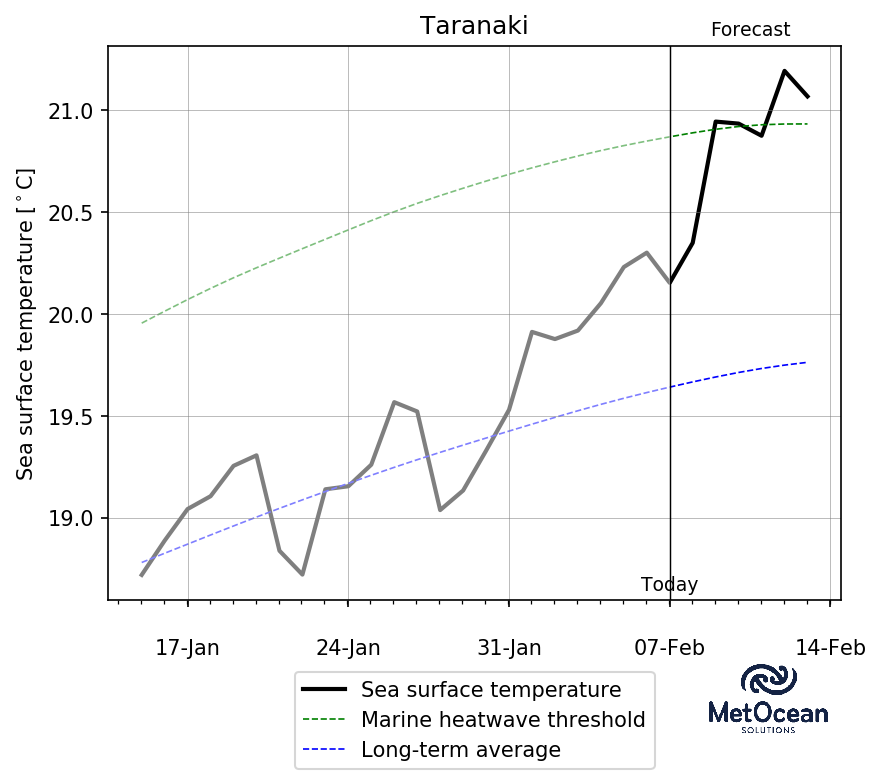 Taranaki
Forecast
Sea surface temperature [°C]
21.0
20.5
20.0
19.5
19.0
Today
17-Jan 24-Jan 31-Jan 07-Feb 14-Feb
Sea surface temperature
Marine heatwave threshold
Long-term average
MetOcean
SOLUTIONS